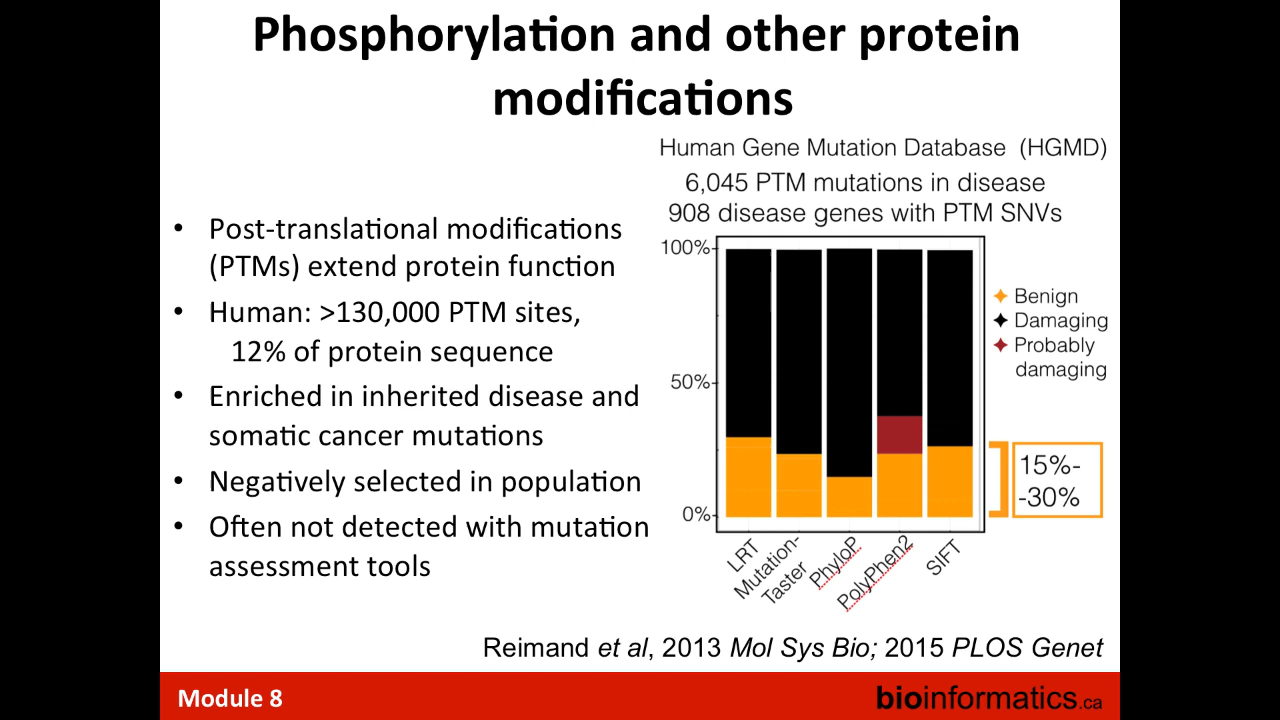 Phosphorylation and other protein
modifications
• Post-translational modifications
(PTMs) extend protein function
• Human: >130,000 PTM sites,
12% of protein sequence
• Enriched in inherited disease and
somatic cancer mutations
• Negatively selected in population
• Often not detected with mutation
assessment tools
Human Gene Mutation Database (HGMD)
6,045 PTM mutations in disease
908 disease genes with PTM SNVs
100%
50%
0%
LRT
Mutation-
Taster
PhyloP
PolyPhen2
SIFT
Benign
Damaging
Probably
damaging
15%-
-30%
Reimand et al, 2013 Mol Sys Bio; 2015 PLOS Genet
Module 8
bioinformatics.ca